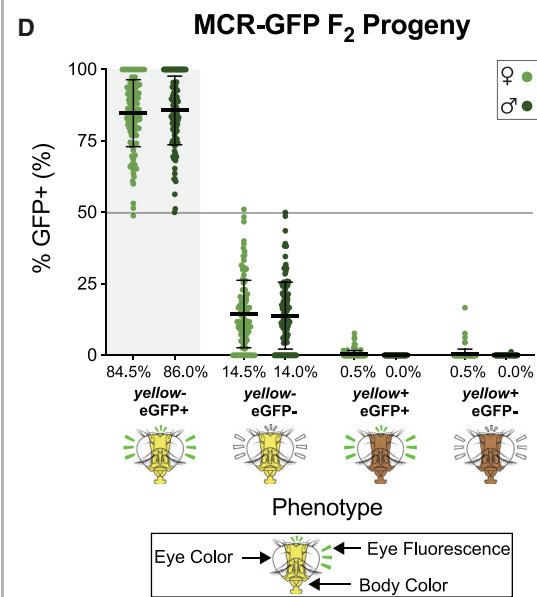 D
MCR-GFP F₂ Progeny
♀
♂
% GFP+ (%)
100
75
50
25
0
84.5% 86.0% 14.5% 14.0% 0.5% 0.0% 0.5% 0.0%
yellow- yellow- yellow+ yellow+
eGFP+ eGFP- eGFP+ eGFP-
Phenotype
Eye Color
Eye Fluorescence
Body Color